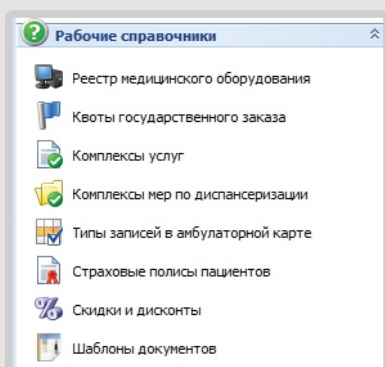 Рабочие справочники
Реестр медицинского оборудования
Квоты государственного заказа
Комплексы услуг
Комплексы мер по диспансеризации
Типы записей в амбулаторной карте
Страховые полисы пациентов
Скидки и дисконты
Шаблоны документов